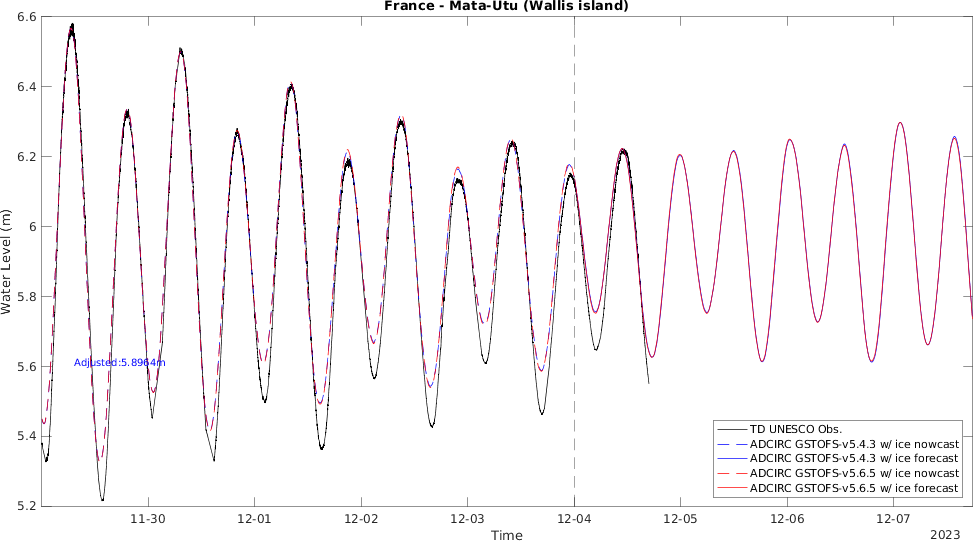 France - Mata-Utu (Wallis island)
6.6
6.4
6.2
6
5.8
5.6
5.4
5.2
Water Level (m)
Adjusted:5.8964m
TD UNESCO Obs.
ADCIRC GSTOFS-v5.4.3 w/ ice nowcast
ADCIRC GSTOFS-v5.4.3 w/ ice forecast
ADCIRC GSTOFS-v5.6.5 w/ ice nowcast
ADCIRC GSTOFS-v5.6.5 w/ ice forecast
11-30 12-01 12-02 12-03 12-04 12-05 12-06 12-07
Time
2023